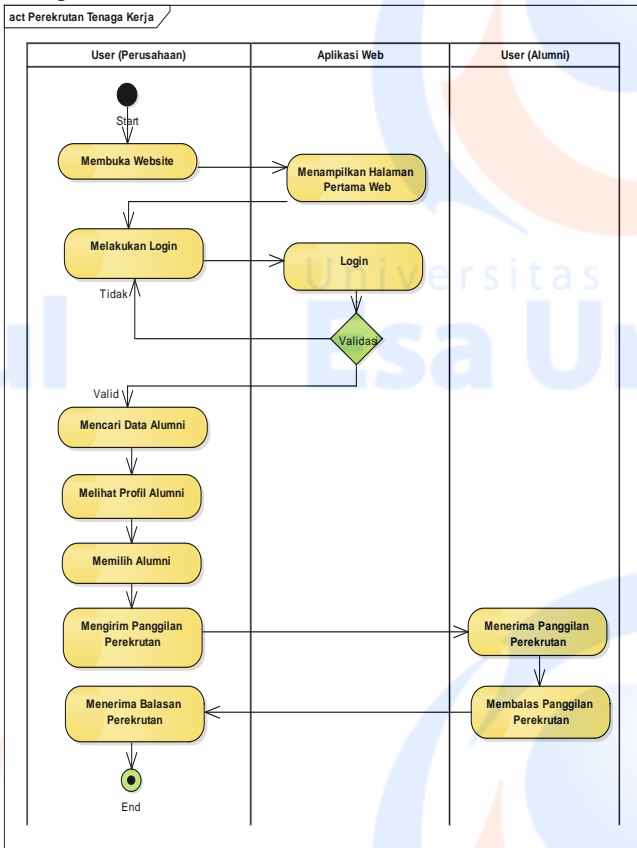 act Perekrutan Tenaga Kerja
User (Perusahaan)
Aplikasi Web
User (Alumni)
Start
Membuka Website
Menampilkan Halaman
Pertama Web
Melakukan Login
Login
Tidak
Validasi
Valid
Mencari Data Alumni
Melihat Profil Alumni
Memilih Alumni
Mengirim Panggilan
Perekrutan
Menerima Panggilan
Perekrutan
Menerima Balasan
Perekrutan
Membalas Panggilan
Perekrutan
End
Universitas
Esa Un
ul